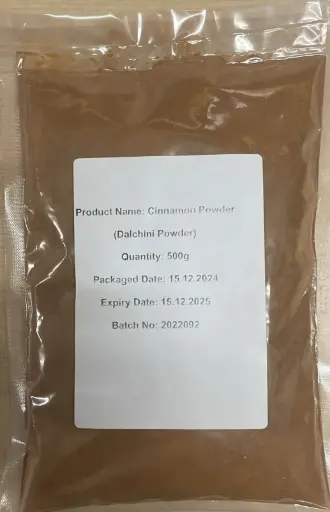 Product Name: Cinnamon Powder
(Dalchini Powder)
Quantity: 500g
Packaged Date: 15.12.2024
Expiry Date: 15.12.2025
Batch No: 2022092